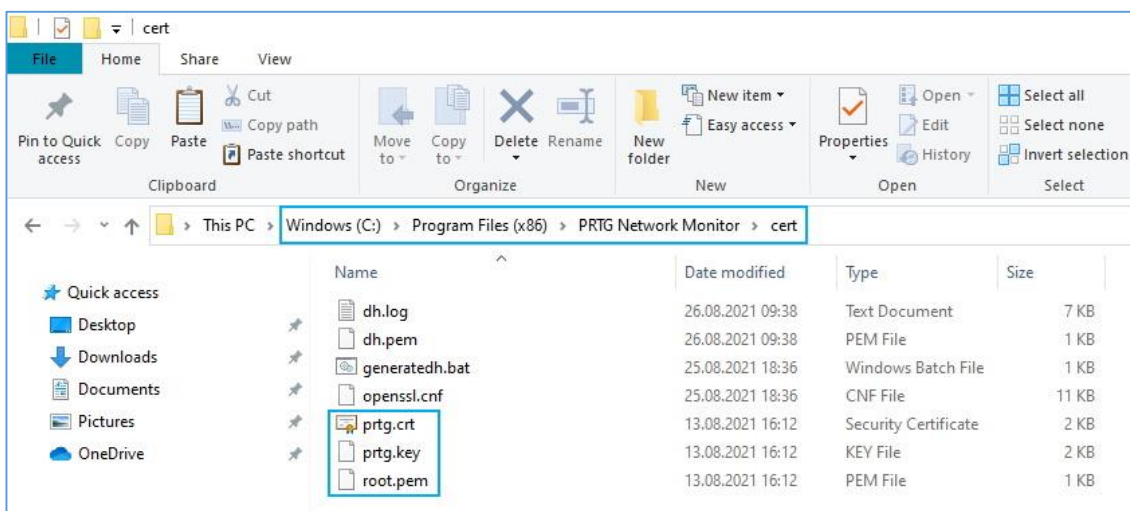 cert
File Home Share View
Pin to Quick access
Copy
Paste
Cut
Copy path
Paste shortcut
Clipboard
Move to
Copy to
Delete
Rename
Organize
New folder
New item
Easy access
New
Properties
Open
Edit
History
Open
Select all
Select none
Invert selection
Select
This PC > Windows (C:) > Program Files (x86) > PRTG Network Monitor > cert
Quick access
Desktop
Downloads
Documents
Pictures
OneDrive
Name Date modified Type Size
dh.log 26.08.2021 09:38 Text Document 7 KB
dh.pem 26.08.2021 09:38 PEM File 1 KB
generatedh.bat 25.08.2021 18:36 Windows Batch File 1 KB
openssl.cnf 25.08.2021 18:36 CNF File 11 KB
prtg.crt 13.08.2021 16:12 Security Certificate 2 KB
prtg.key 13.08.2021 16:12 KEY File 2 KB
root.pem 13.08.2021 16:12 PEM File 1 KB